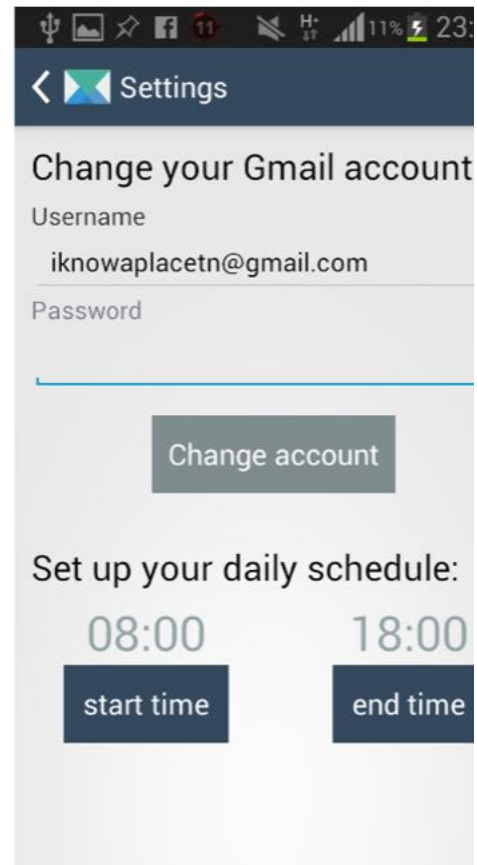 11 H+ 11% 23:
Settings
Change your Gmail account
Username
iknowaplacetn@gmail.com
Password
Change account
Set up your daily schedule:
08:00 18:00
start time end time